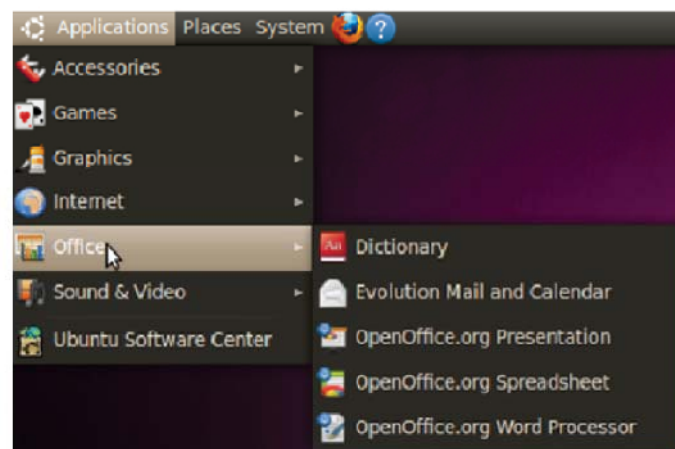 Applications Places System ?
Accessories
Games
Graphics
Internet
Office
Sound & Video
Ubuntu Software Center
Aa Dictionary
Evolution Mail and Calendar
OpenOffice.org Presentation
OpenOffice.org Spreadsheet
OpenOffice.org Word Processor